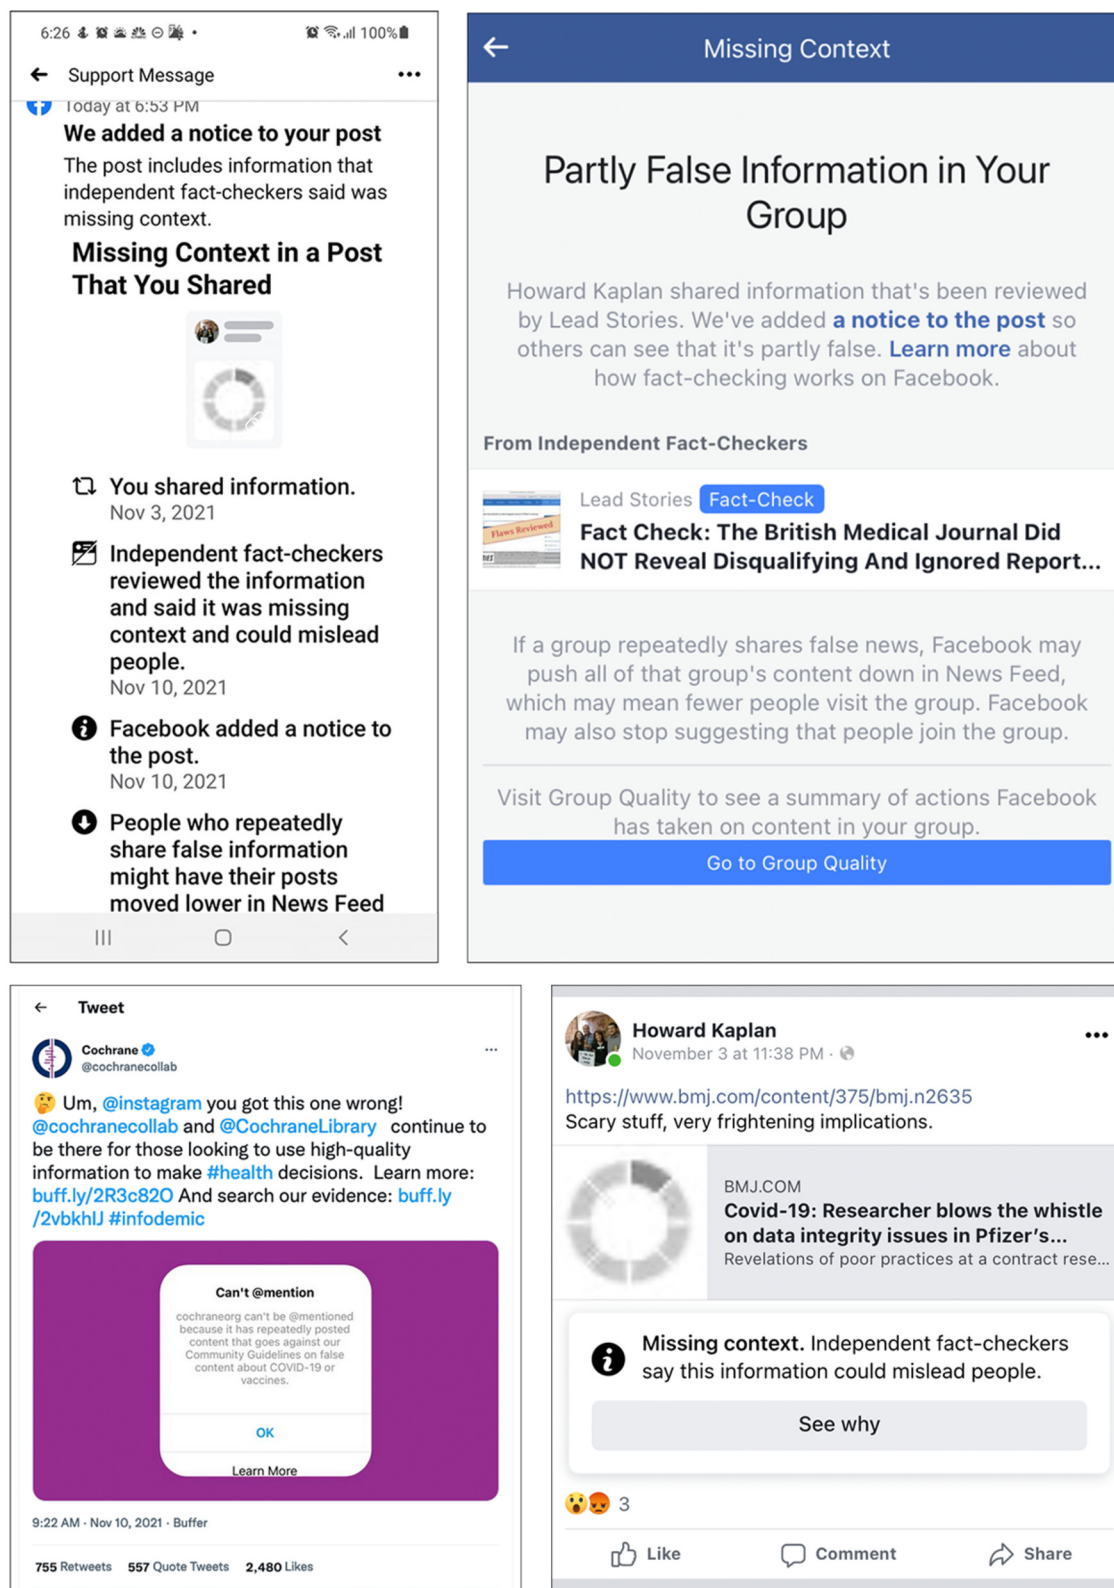 6:26
100%
Support Message
Today at 6:53 PM
We added a notice to your post
The post includes information that
independent fact-checkers said was
missing context.
Missing Context in a Post
That You Shared
You shared information.
Nov 3, 2021
Independent fact-checkers
reviewed the information
and said it was missing
context and could mislead
people.
Nov 10, 2021
Facebook added a notice to
the post.
Nov 10, 2021
People who repeatedly
share false information
might have their posts
moved lower in News Feed
Missing Context
Partly False Information in Your
Group
Howard Kaplan shared information that's been reviewed
by Lead Stories. We've added a notice to the post so
others can see that it's partly false. Learn more about
how fact-checking works on Facebook.
From Independent Fact-Checkers
Flaws Reviewed
Lead Stories Fact-Check
Fact Check: The British Medical Journal Did
NOT Reveal Disqualifying And Ignored Report...
If a group repeatedly shares false news, Facebook may
push all of that group's content down in News Feed,
which may mean fewer people visit the group. Facebook
may also stop suggesting that people join the group.
Visit Group Quality to see a summary of actions Facebook
has taken on content in your group.
Go to Group Quality
Tweet
Cochrane
@cochranecollab
🤔 Um, @instagram you got this one wrong!
@cochranecollab and @CochraneLibrary continue to
be there for those looking to use high-quality
information to make #health decisions. Learn more:
buff.ly/2R3c82O And search our evidence: buff.ly
/2vbkhIJ #infodemic
Can't @mention
cochraneorg can't be @mentioned
because it has repeatedly posted
content that goes against our
Community Guidelines on false
content about COVID-19 or
vaccines.
OK
Learn More
9:22 AM · Nov 10, 2021 · Buffer
755 Retweets 557 Quote Tweets 2,480 Likes
Howard Kaplan
November 3 at 11:38 PM ·
https://www.bmj.com/content/375/bmj.n2635
Scary stuff, very frightening implications.
BMJ.COM
Covid-19: Researcher blows the whistle
on data integrity issues in Pfizer's...
Revelations of poor practices at a contract rese...
Missing context. Independent fact-checkers
say this information could mislead people.
See why
3
Like Comment Share